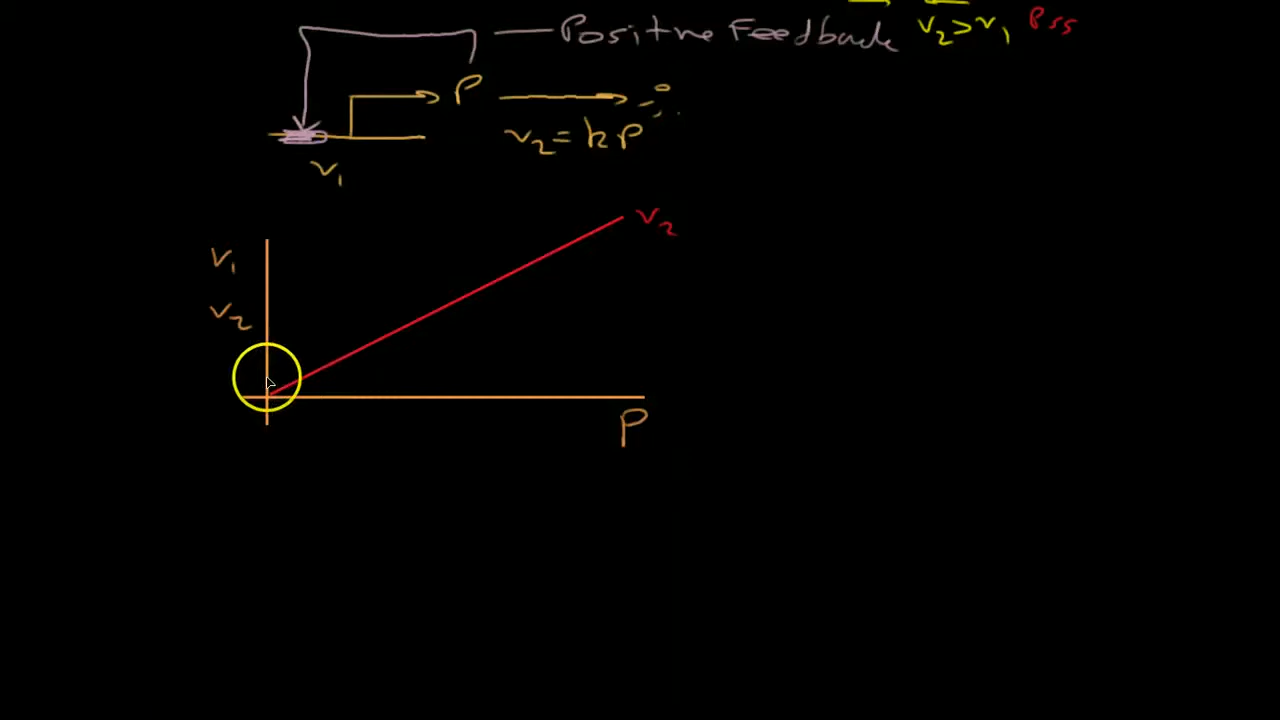 Positive Feedback v₂>v₁ Pss
P
v₂ = kP
v₁
v₂
v₁
v₂
P